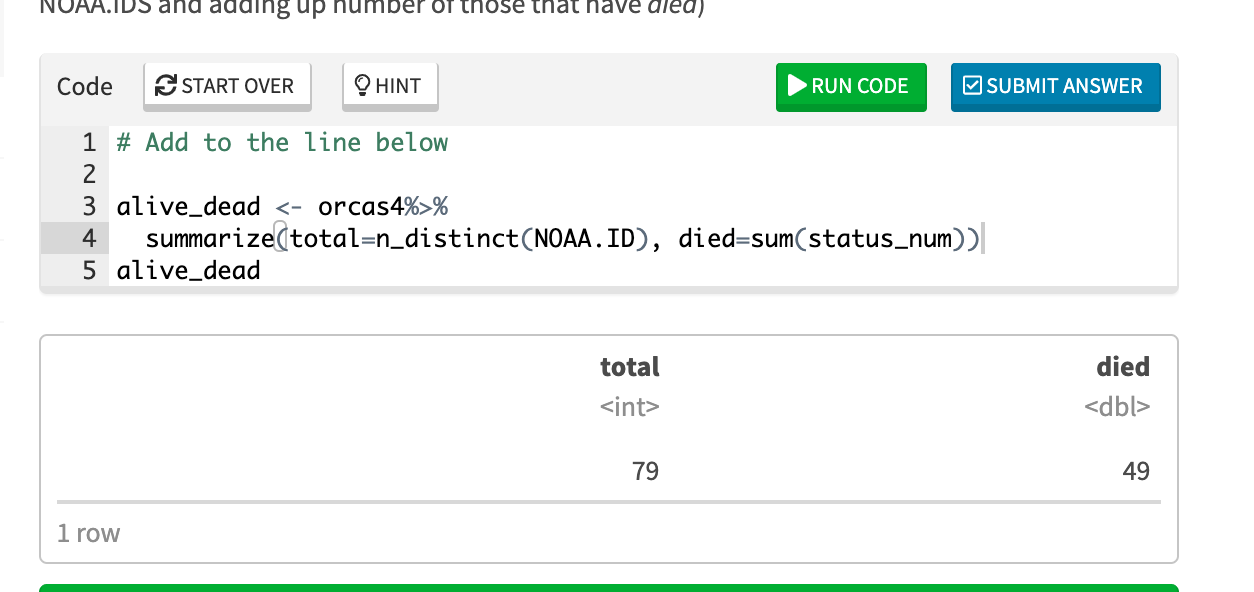 NOAA.IDS and adding up number of those that have died)
Code START OVER HINT RUN CODE SUBMIT ANSWER
1 # Add to the line below
2
3 alive_dead <- orcas4%>%
4 summarize(total=n_distinct(NOAA.ID), died=sum(status_num))
5 alive_dead
total died
<int> <dbl>
79 49
1 row